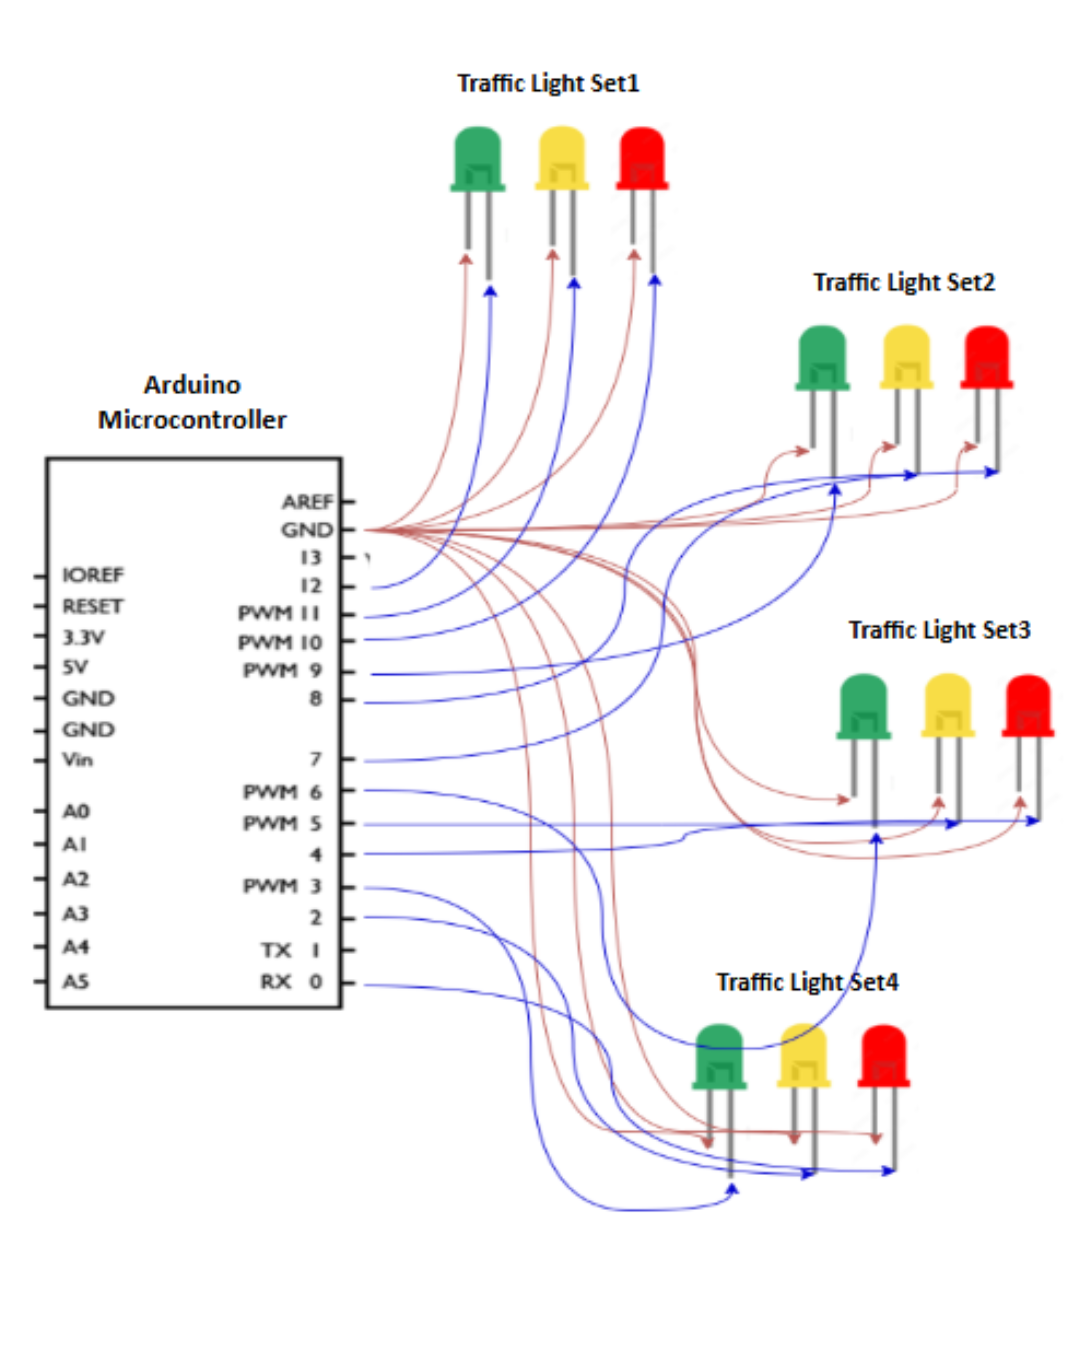 Traffic Light Set1
Traffic Light Set2
Arduino
Microcontroller
AREF
GND
13
IOREF
12
RESET
PWM 11
3.3V
PWM 10
5V
PWM 9
GND
8
GND
Vin
7
PWM 6
A0
PWM 5
A1
4
A2
PWM 3
A3
2
A4
TX 1
A5
RX 0
Traffic Light Set3
Traffic Light Set4